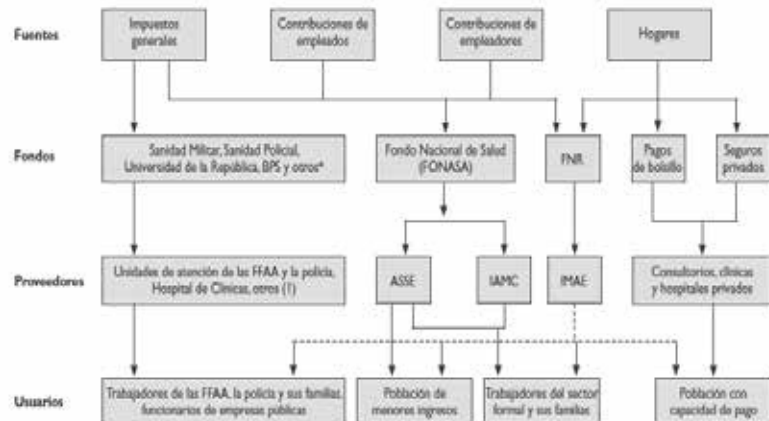 Fuentes
Impuestos
generales
Contribuciones de
empleados
Contribuciones de
empleadores
Hogares
Fondos
Sanidad Militar, Sanidad Policial,
Universidad de la República, BPS y otros*
Fondo Nacional de Salud
(FONASA)
FNR
Pagos
de bolsillo
Seguros
privados
Proveedores
Unidades de atención de las FFAA y la policía,
Hospital de Clínicas, otros (1)
ASSE
IAMC
IMAE
Consultorios, clínicas
y hospitales privados
Usuarios
Trabajadores de las FFAA, la policía y sus familias,
funcionarios de empresas públicas
Población de
menores ingresos
Trabajadores del sector
formal y sus familias
Población con
capacidad de pago